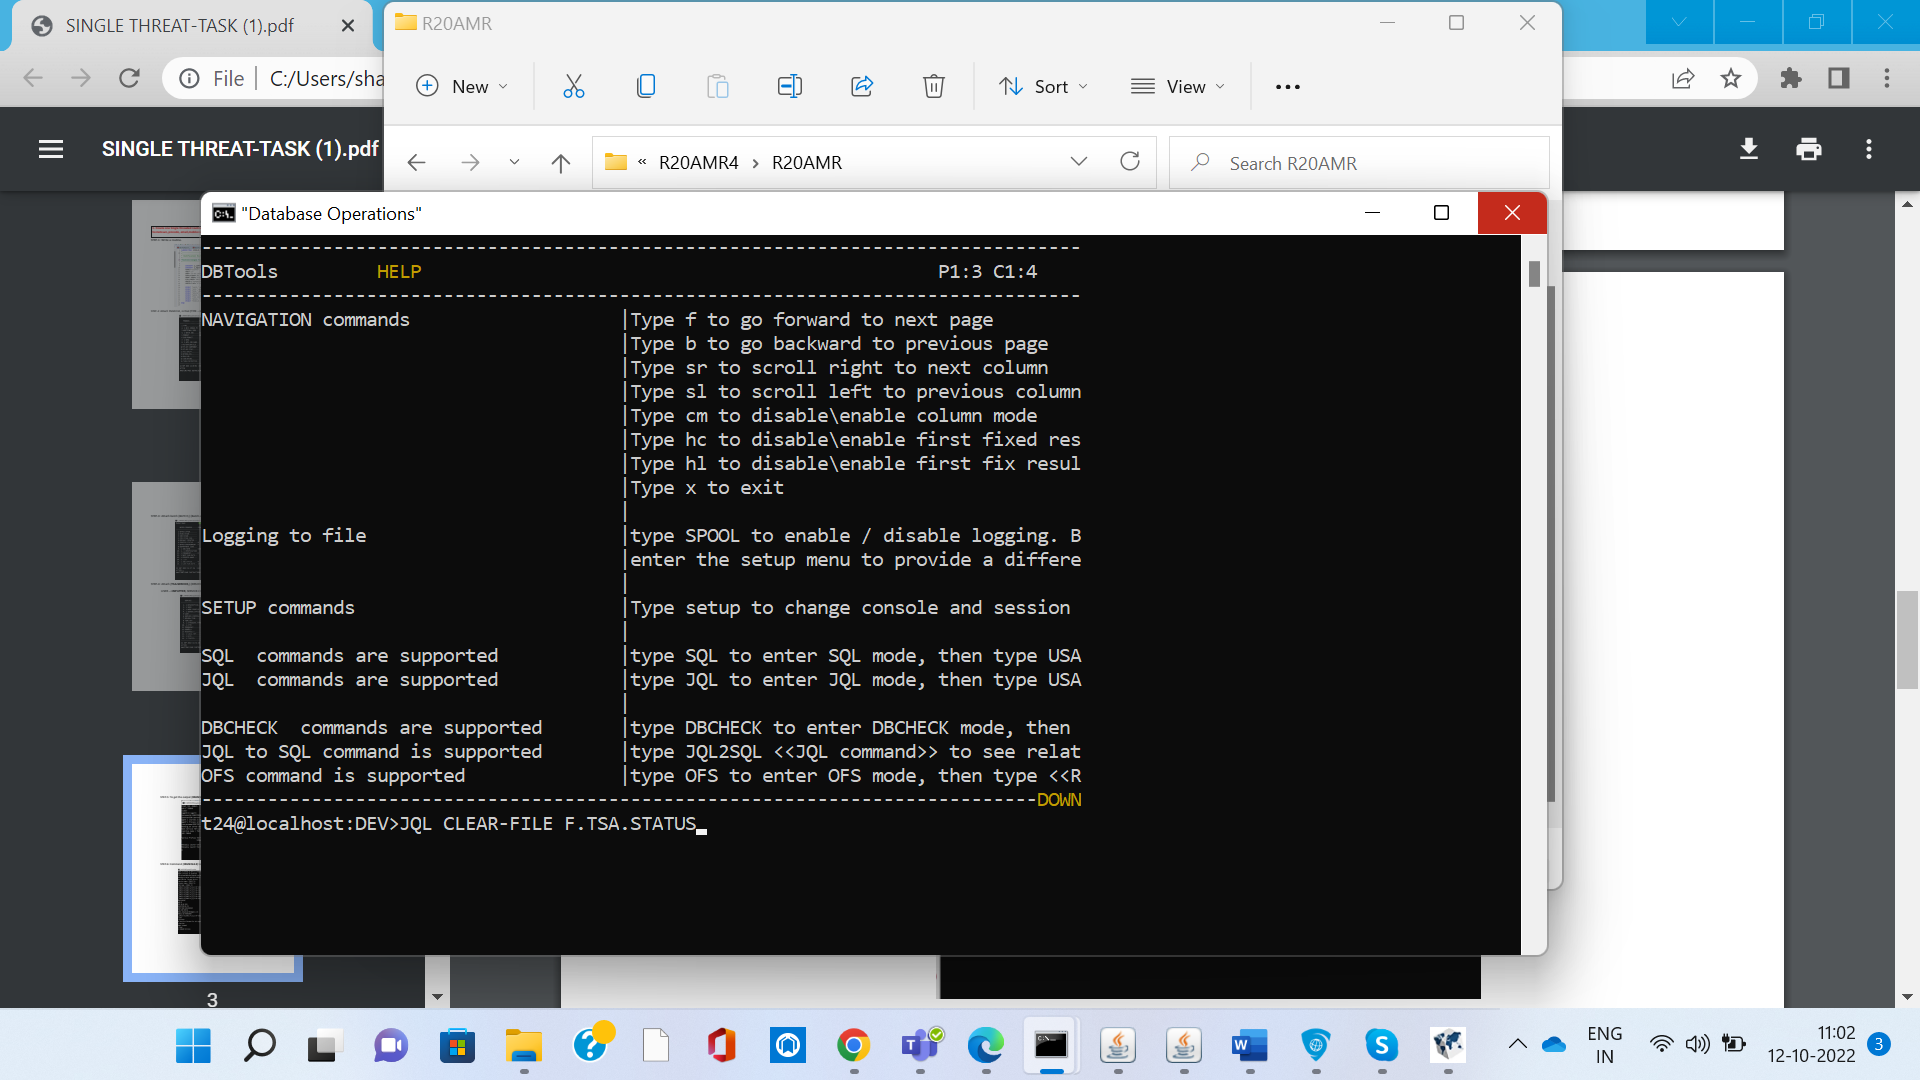 SINGLE THREAT-TASK (1).pdf
R20AMR
File
C:/Users/sha
New
Sort
View
SINGLE THREAT-TASK (1).pdf
« R20AMR4 › R20AMR
Search R20AMR
"Database Operations"
--------------------------------------------------------------------------------
DBTools HELP P1:3 C1:4
--------------------------------------------------------------------------------
NAVIGATION commands |Type f to go forward to next page
|Type b to go backward to previous page
|Type sr to scroll right to next column
|Type sl to scroll left to previous column
|Type cm to disable\enable column mode
|Type hc to disable\enable first fixed res
|Type hl to disable\enable first fix resul
|Type x to exit
|
Logging to file |type SPOOL to enable / disable logging. B
|enter the setup menu to provide a differe
|
SETUP commands |Type setup to change console and session
|
SQL  commands are supported |type SQL to enter SQL mode, then type USA
JQL  commands are supported |type JQL to enter JQL mode, then type USA
|
DBCHECK  commands are supported |type DBCHECK to enter DBCHECK mode, then
JQL to SQL command is supported |type JQL2SQL <<JQL command>> to see relat
OFS command is supported |type OFS to enter OFS mode, then type <<R
----------------------------------------------------------------------------DOWN
t24@localhost:DEV>JQL CLEAR-FILE F.TSA.STATUS
3
ENG
IN
11:02
12-10-2022
3